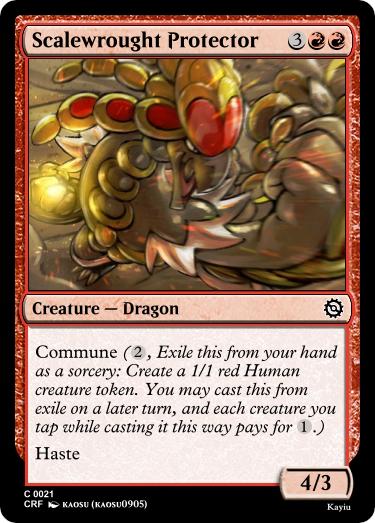 Scalewrought Protector 3
Creature — Dragon
Commune (2, Exile this from your hand
as a sorcery: Create a 1/1 red Human
creature token. You may cast this from
exile on a later turn, and each creature you
tap while casting it this way pays for 1.)
Haste
4/3
C 0021
CRF KAOSU (KAOSU0905)
Kayiu